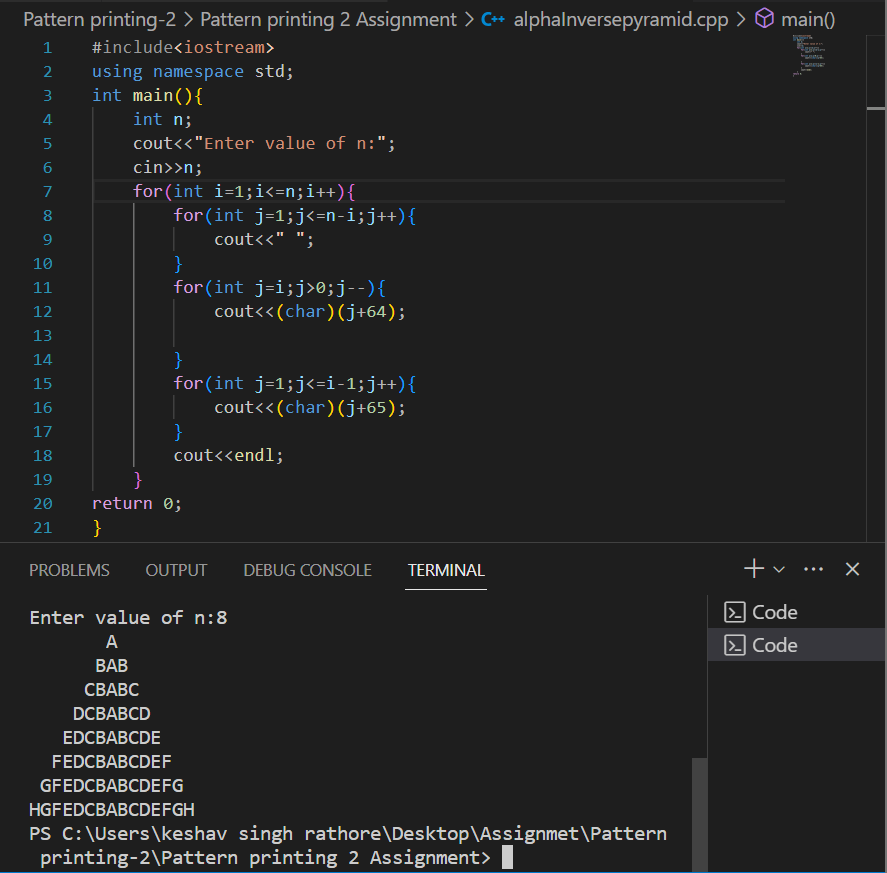 Pattern printing-2 > Pattern printing 2 Assignment > C++ alphaInversepyramid.cpp > main()
1 #include<iostream>
2 using namespace std;
3 int main(){
4     int n;
5     cout<<"Enter value of n:";
6     cin>>n;
7     for(int i=1;i<=n;i++){
8         for(int j=1;j<=n-i;j++){
9             cout<<" ";
10         }
11         for(int j=i;j>0;j--){
12             cout<<(char)(j+64);
13
14         }
15         for(int j=1;j<=i-1;j++){
16             cout<<(char)(j+65);
17         }
18         cout<<endl;
19     }
20 return 0;
21 }
PROBLEMS OUTPUT DEBUG CONSOLE TERMINAL
Enter value of n:8
       A
      BAB
     CBABC
    DCBABCD
   EDCBABCDE
  FEDCBABCDEF
 GFEDCBABCDEFG
HGFEDCBABCDEFGH
PS C:\Users\keshav singh rathore\Desktop\Assignmet\Pattern
 printing-2\Pattern printing 2 Assignment>
Code
Code